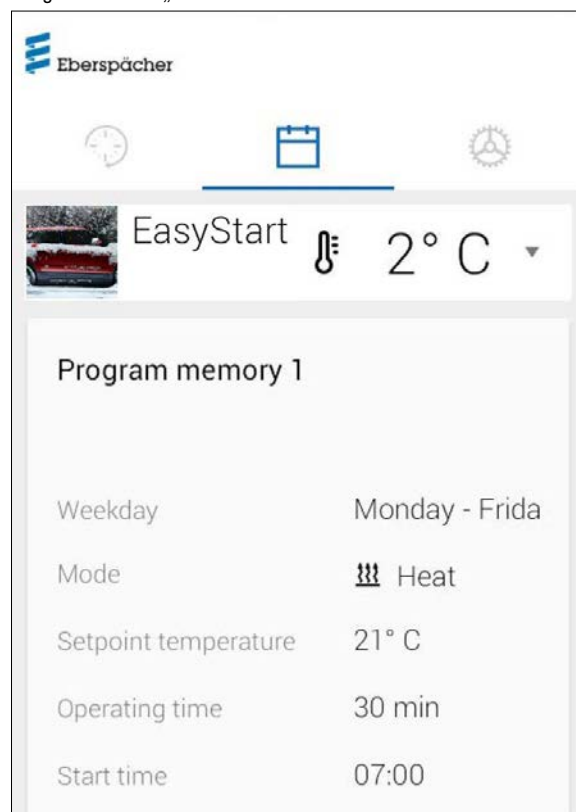 Eberspächer
EasyStart 2° C
Program memory 1
Weekday Monday - Frida
Mode Heat
Setpoint temperature 21° C
Operating time 30 min
Start time 07:00